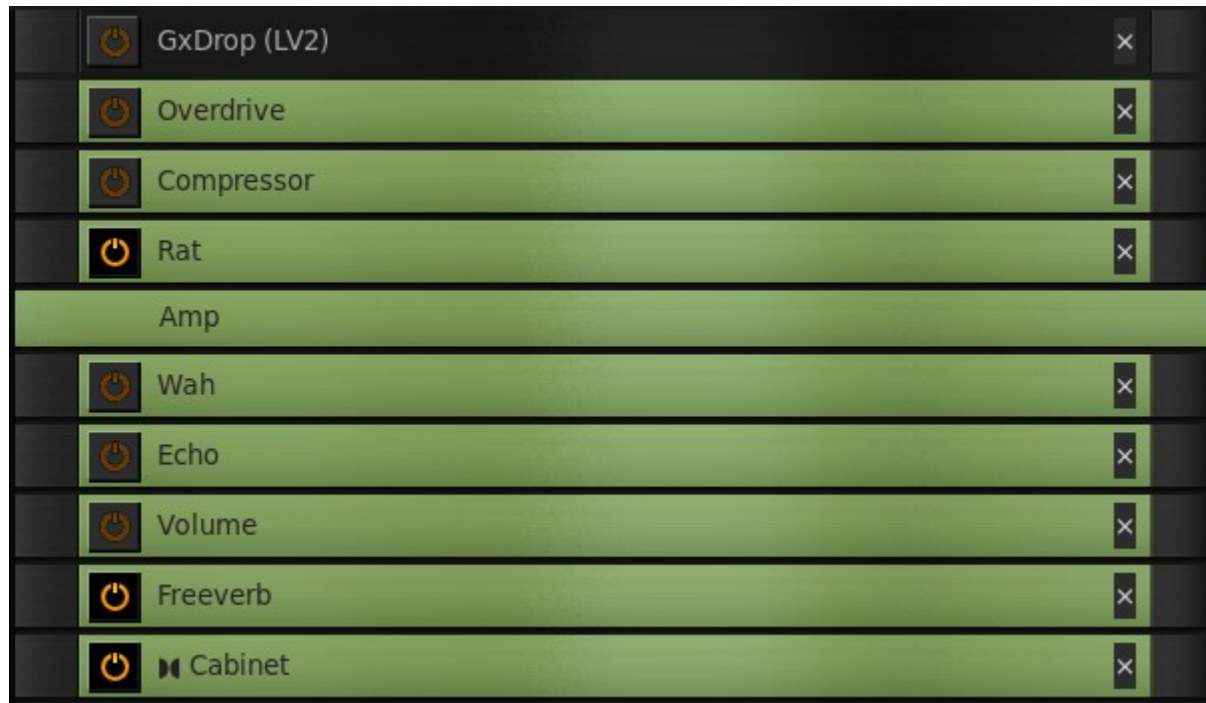 GxDrop (LV2)
Overdrive
Compressor
Rat
Amp
Wah
Echo
Volume
Freeverb
Cabinet